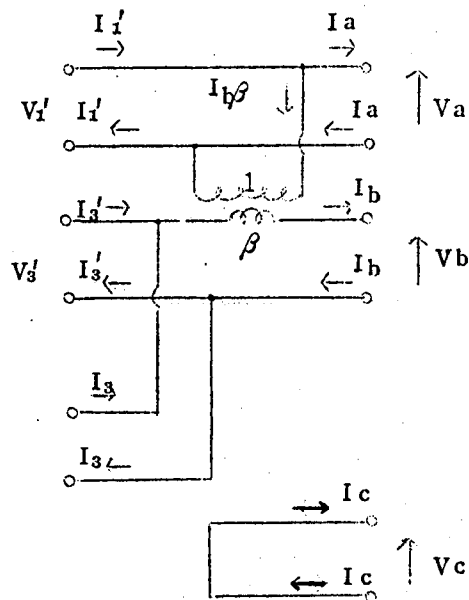 I1' Ia
V1' I1' Ibβ Ia Va
1
I3' Ib
β
V3' I3' Ib Vb
I3
I3
Ic
Ic Vc